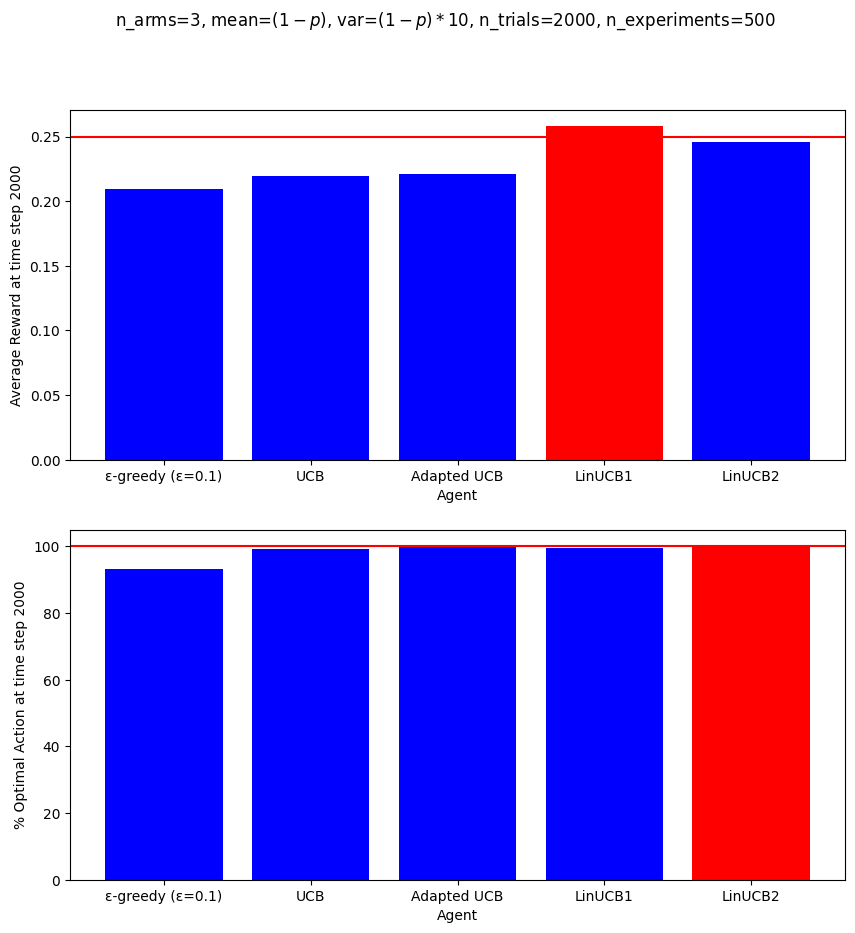 n_arms=3, mean=(1 − p), var=(1 − p) * 10, n_trials=2000, n_experiments=500
Average Reward at time step 2000
0.25
0.20
0.15
0.10
0.05
0.00
ε-greedy (ε=0.1) UCB Adapted UCB LinUCB1 LinUCB2
Agent
% Optimal Action at time step 2000
100
80
60
40
20
0
ε-greedy (ε=0.1) UCB Adapted UCB LinUCB1 LinUCB2
Agent